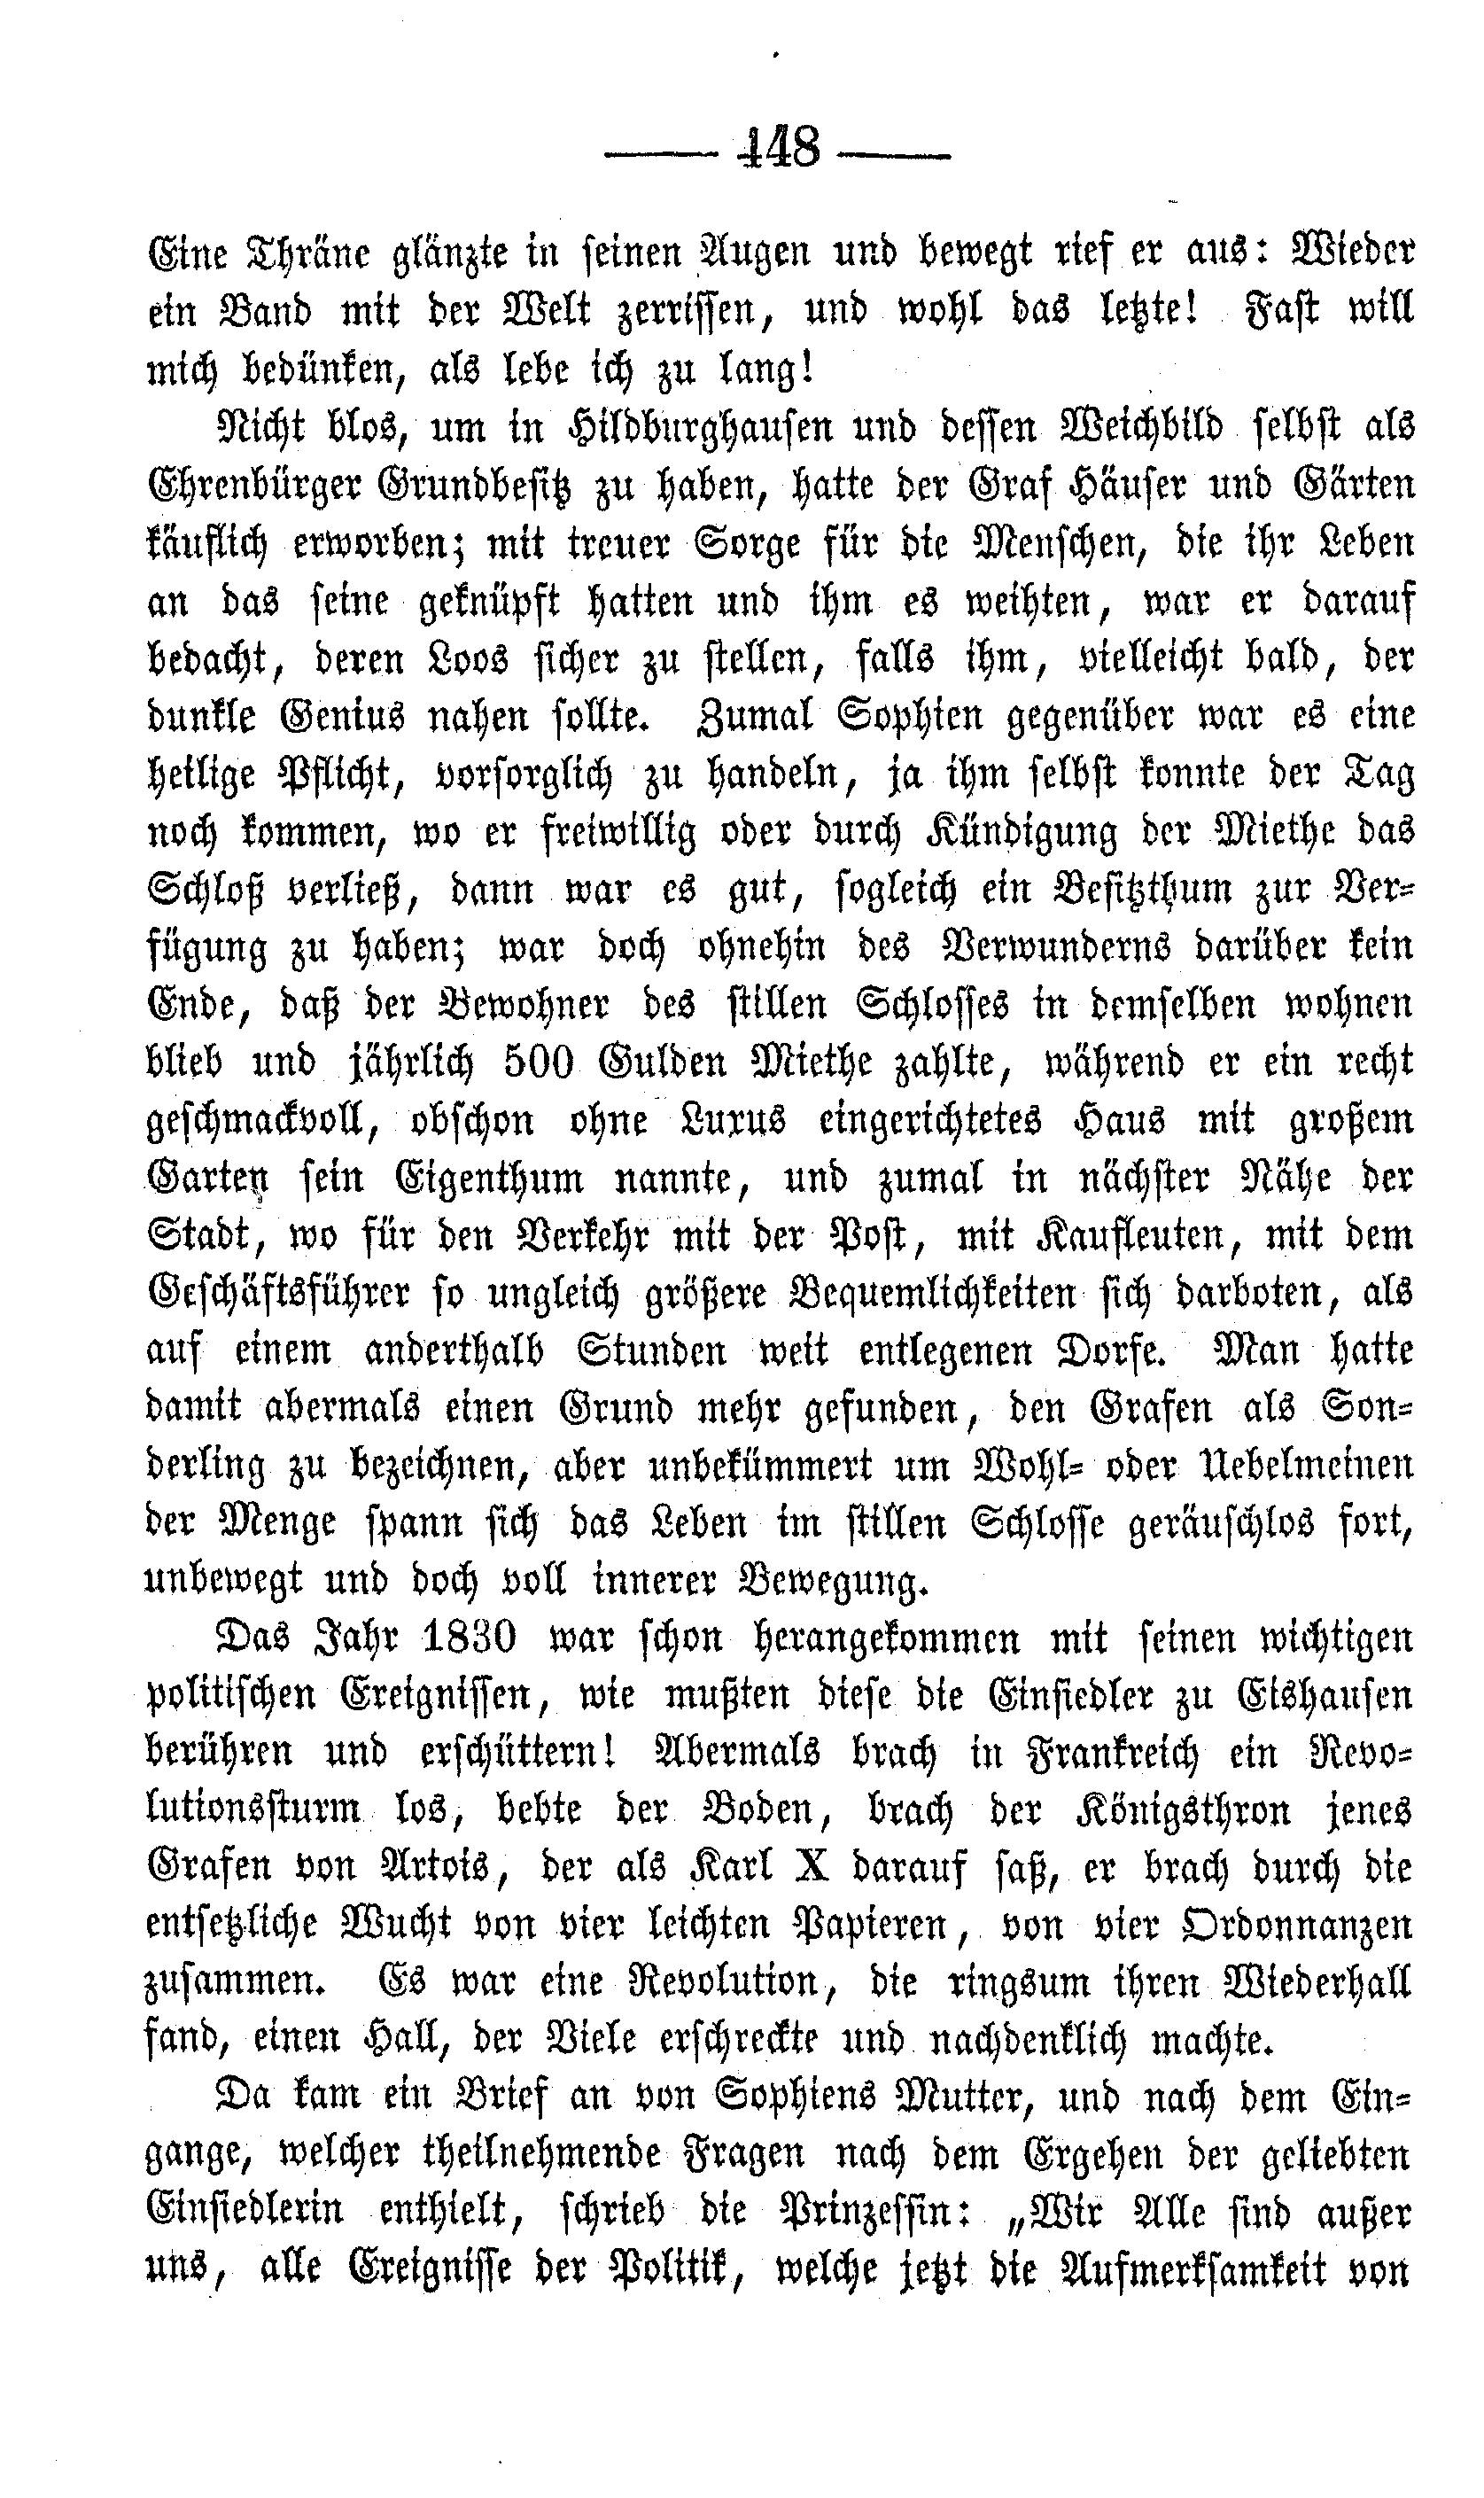 — 448 —
Eine Thräne glänzte in seinen Augen und bewegt rief er aus: Wieder
ein Band mit der Welt zerrissen, und wohl das letzte! Fast will
mich bedünken, als lebe ich zu lang!
Nicht blos, um in Hildburghausen und dessen Weichbild selbst als
Ehrenbürger Grundbesitz zu haben, hatte der Graf Häuser und Gärten
käuflich erworben; mit treuer Sorge für die Menschen, die ihr Leben
an das seine geknüpft hatten und ihm es weihten, war er darauf
bedacht, deren Loos sicher zu stellen, falls ihm, vielleicht bald, der
dunkle Genius nahen sollte. Zumal Sophien gegenüber war es eine
heilige Pflicht, vorsorglich zu handeln, ja ihm selbst konnte der Tag
noch kommen, wo er freiwillig oder durch Kündigung der Miethe das
Schloß verließ, dann war es gut, sogleich ein Besitzthum zur Ver-
fügung zu haben; war doch ohnehin des Verwunderns darüber kein
Ende, daß der Bewohner des stillen Schlosses in demselben wohnen
blieb und jährlich 500 Gulden Miethe zahlte, während er ein recht
geschmackvoll, obschon ohne Luxus eingerichtetes Haus mit großem
Garten sein Eigenthum nannte, und zumal in nächster Nähe der
Stadt, wo für den Verkehr mit der Post, mit Kaufleuten, mit dem
Geschäftsführer so ungleich größere Bequemlichkeiten sich darboten, als
auf einem anderthalb Stunden weit entlegenen Dorfe. Man hatte
damit abermals einen Grund mehr gefunden, den Grafen als Son-
derling zu bezeichnen, aber unbekümmert um Wohl- oder Uebelmeinen
der Menge spann sich das Leben im stillen Schlosse geräuschlos fort,
unbewegt und doch voll innerer Bewegung.
Das Jahr 1830 war schon herangekommen mit seinen wichtigen
politischen Ereignissen, wie mußten diese die Einsiedler zu Eishausen
berühren und erschüttern! Abermals brach in Frankreich ein Revo-
lutionssturm los, bebte der Boden, brach der Königsthron jenes
Grafen von Artois, der als Karl X darauf saß, er brach durch die
entsetzliche Wucht von vier leichten Papieren, von vier Ordonnanzen
zusammen. Es war eine Revolution, die ringsum ihren Wiederhall
fand, einen Hall, der Viele erschreckte und nachdenklich machte.
Da kam ein Brief an von Sophiens Mutter, und nach dem Ein-
gange, welcher theilnehmende Fragen nach dem Ergehen der geliebten
Einsiedlerin enthielt, schrieb die Prinzessin: „Wir Alle sind außer
uns, alle Ereignisse der Politik, welche jetzt die Aufmerksamkeit von